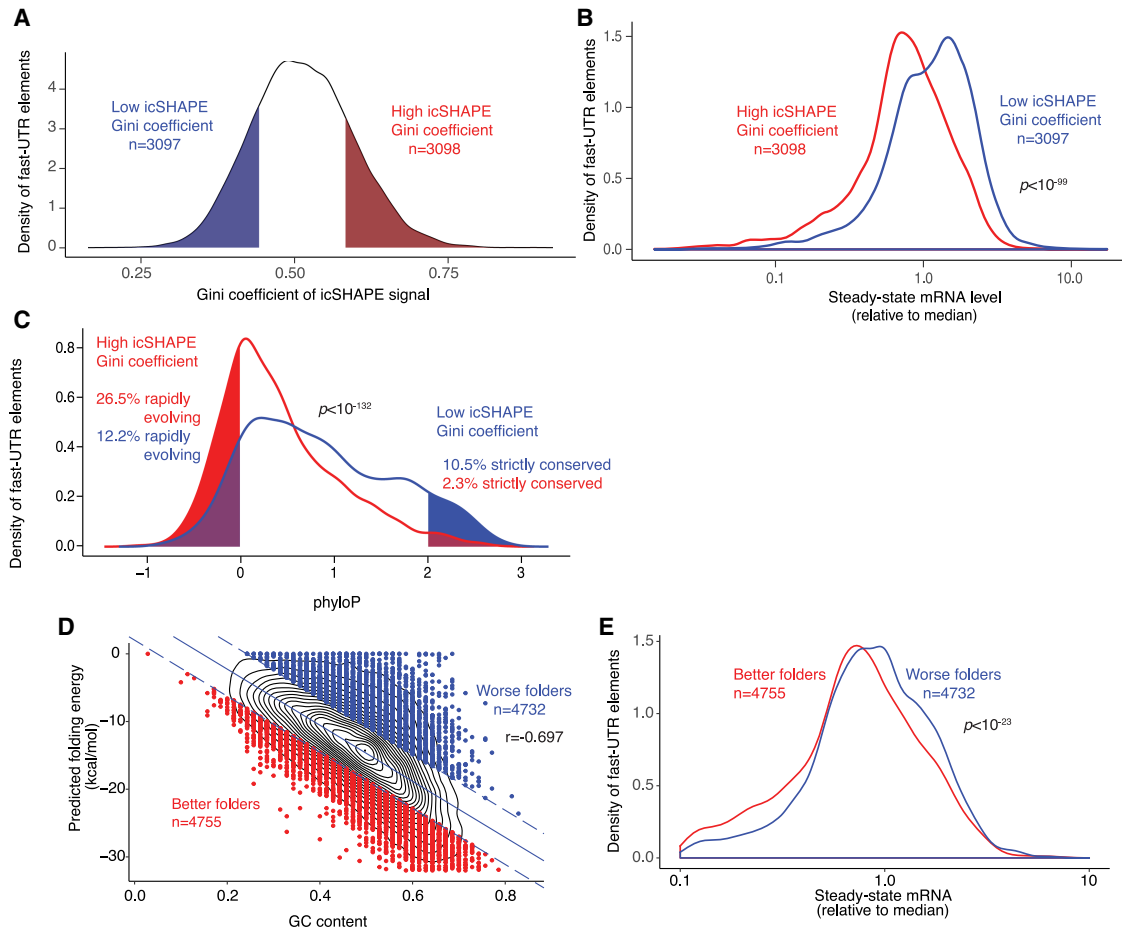 A
Density of fast-UTR elements
4
3
2
1
0
Low icSHAPE
Gini coefficient
n=3097
High icSHAPE
Gini coefficient
n=3098
0.25
0.50
0.75
Gini coefficient of icSHAPE signal
B
Density of fast-UTR elements
1.5
1.0
0.5
0.0
High icSHAPE
Gini coefficient
n=3098
Low icSHAPE
Gini coefficient
n=3097
p<10-99
0.1
1.0
10.0
Steady-state mRNA level
(relative to median)
C
Density of fast-UTR elements
0.8
0.6
0.4
0.2
0.0
High icSHAPE
Gini coefficient
26.5% rapidly
evolving
12.2% rapidly
evolving
p<10-132
Low icSHAPE
Gini coefficient
10.5% strictly conserved
2.3% strictly conserved
−1
0
1
2
3
phyloP
D
Predicted folding energy
(kcal/mol)
0
−10
−20
−30
Worse folders
n=4732
r=-0.697
Better folders
n=4755
0.0
0.2
0.4
0.6
0.8
GC content
E
Density of fast-UTR elements
1.5
1.0
0.5
0.0
Better folders
n=4755
Worse folders
n=4732
p<10-23
0.1
1.0
10
Steady-state mRNA
(relative to median)